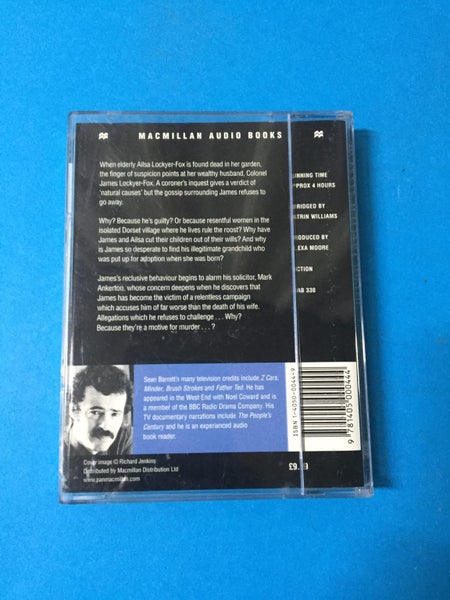 MACMILLAN AUDIO BOOKS
When elderly Ailsa Lockyer-Fox is found dead in her garden,
the finger of suspicion points at her wealthy husband, Colonel
James Lockyer-Fox. A coroner's inquest gives a verdict of
'natural causes' but the gossip surrounding James refuses to
go away.
Why? Because he's guilty? Or because resentful women in the
isolated Dorset village where he lives rule the roost? Why have
James and Ailsa cut their children out of their wills? And why
is James so desperate to find his illegitimate grandchild who
was put up for adoption when she was born?
James's reclusive behaviour begins to alarm his solicitor, Mark
Ankerton, whose concern deepens when he discovers that
James has become the victim of a relentless campaign
which accuses him of far worse than the death of his wife.
Allegations which he refuses to challenge . . . Why?
Because they're a motive for murder . . . ?
UNNING TIME
PPROX 4 HOURS
RIDGED BY
TRIN WILLIAMS
ODUCED BY
EXA MOORE
CTION
AB 330
Sean Barrett's many television credits include Z Cars,
Minder, Brush Strokes and Father Ted. He has
appeared in the West End with Noel Coward and is
a member of the BBC Radio Drama Company. His
TV documentary narrations include The People's
Century and he is an experienced audio
book reader.
ISBN 1-4050-0044-9
9 781405 000444
Cover image © Richard Jenkins
Distributed by Macmillan Distribution Ltd
www.panmacmillan.com